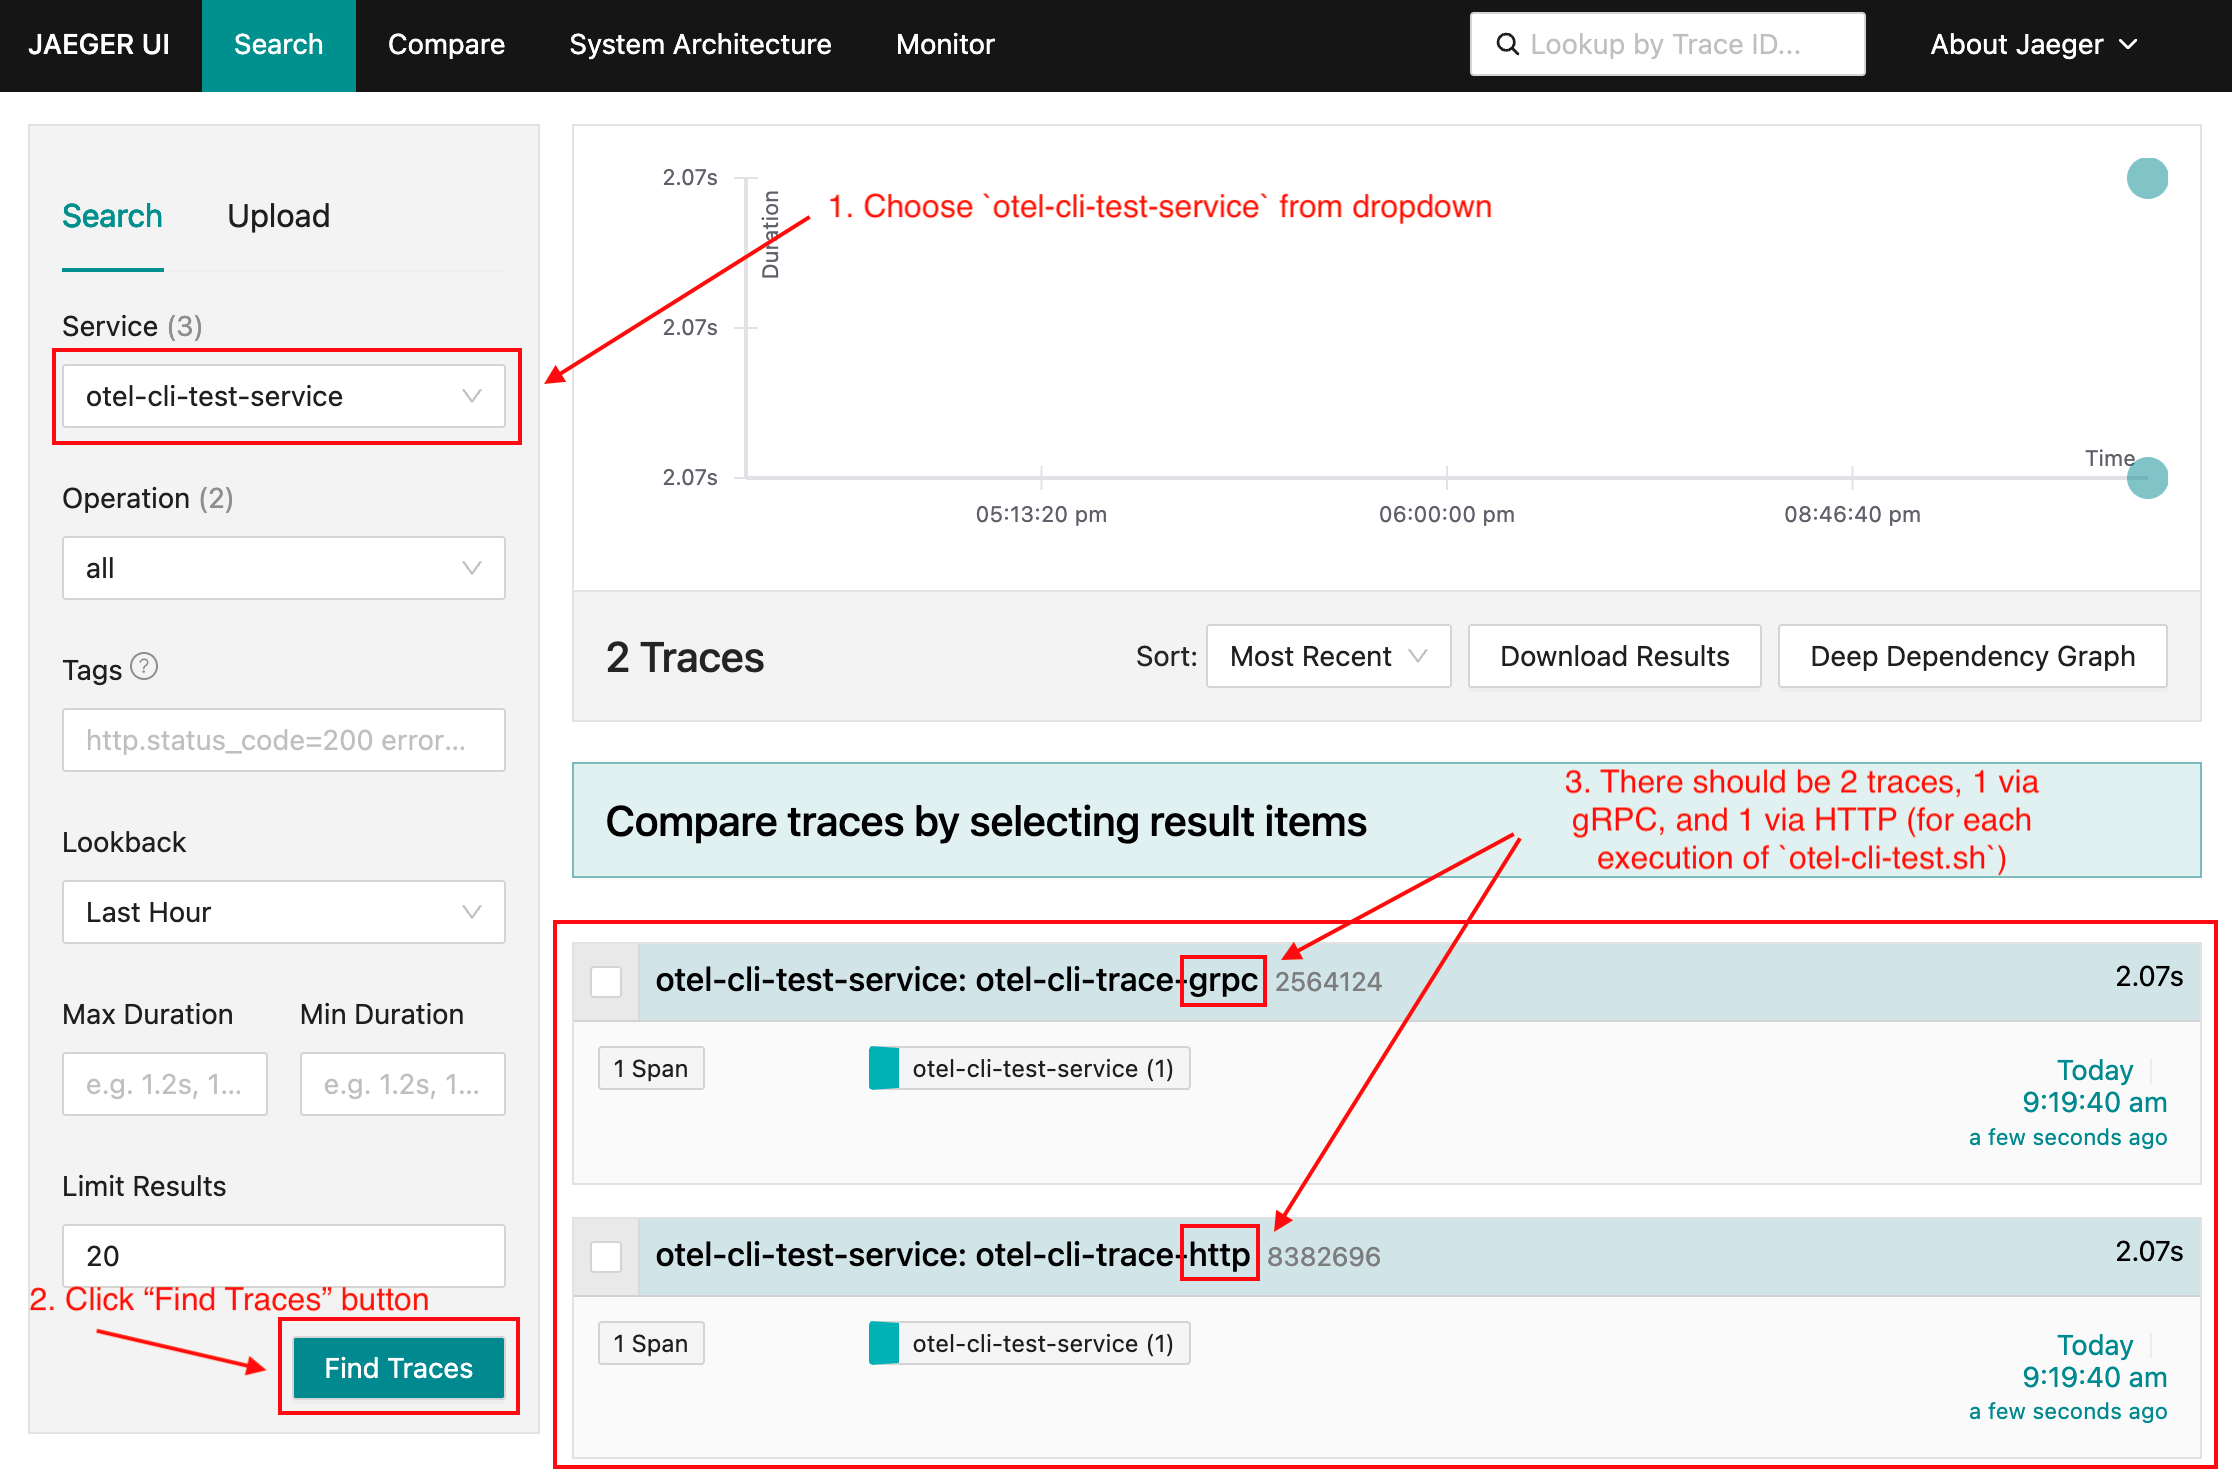 JAEGER UI Search Compare System Architecture Monitor Lookup by Trace ID... About Jaeger
Search Upload
Service (3)
otel-cli-test-service
Operation (2)
all
Tags ?
http.status_code=200 error...
Lookback
Last Hour
Max Duration Min Duration
e.g. 1.2s, 1... e.g. 1.2s, 1...
Limit Results
20
2. Click “Find Traces” button
Find Traces
1. Choose `otel-cli-test-service` from dropdown
Duration
2.07s
2.07s
2.07s
Time
05:13:20 pm 06:00:00 pm 08:46:40 pm
2 Traces Sort: Most Recent Download Results Deep Dependency Graph
Compare traces by selecting result items
3. There should be 2 traces, 1 via
gRPC, and 1 via HTTP (for each
execution of `otel-cli-test.sh`)
otel-cli-test-service: otel-cli-trace-grpc 2564124 2.07s
1 Span otel-cli-test-service (1)
Today
9:19:40 am
a few seconds ago
otel-cli-test-service: otel-cli-trace-http 8382696 2.07s
1 Span otel-cli-test-service (1)
Today
9:19:40 am
a few seconds ago